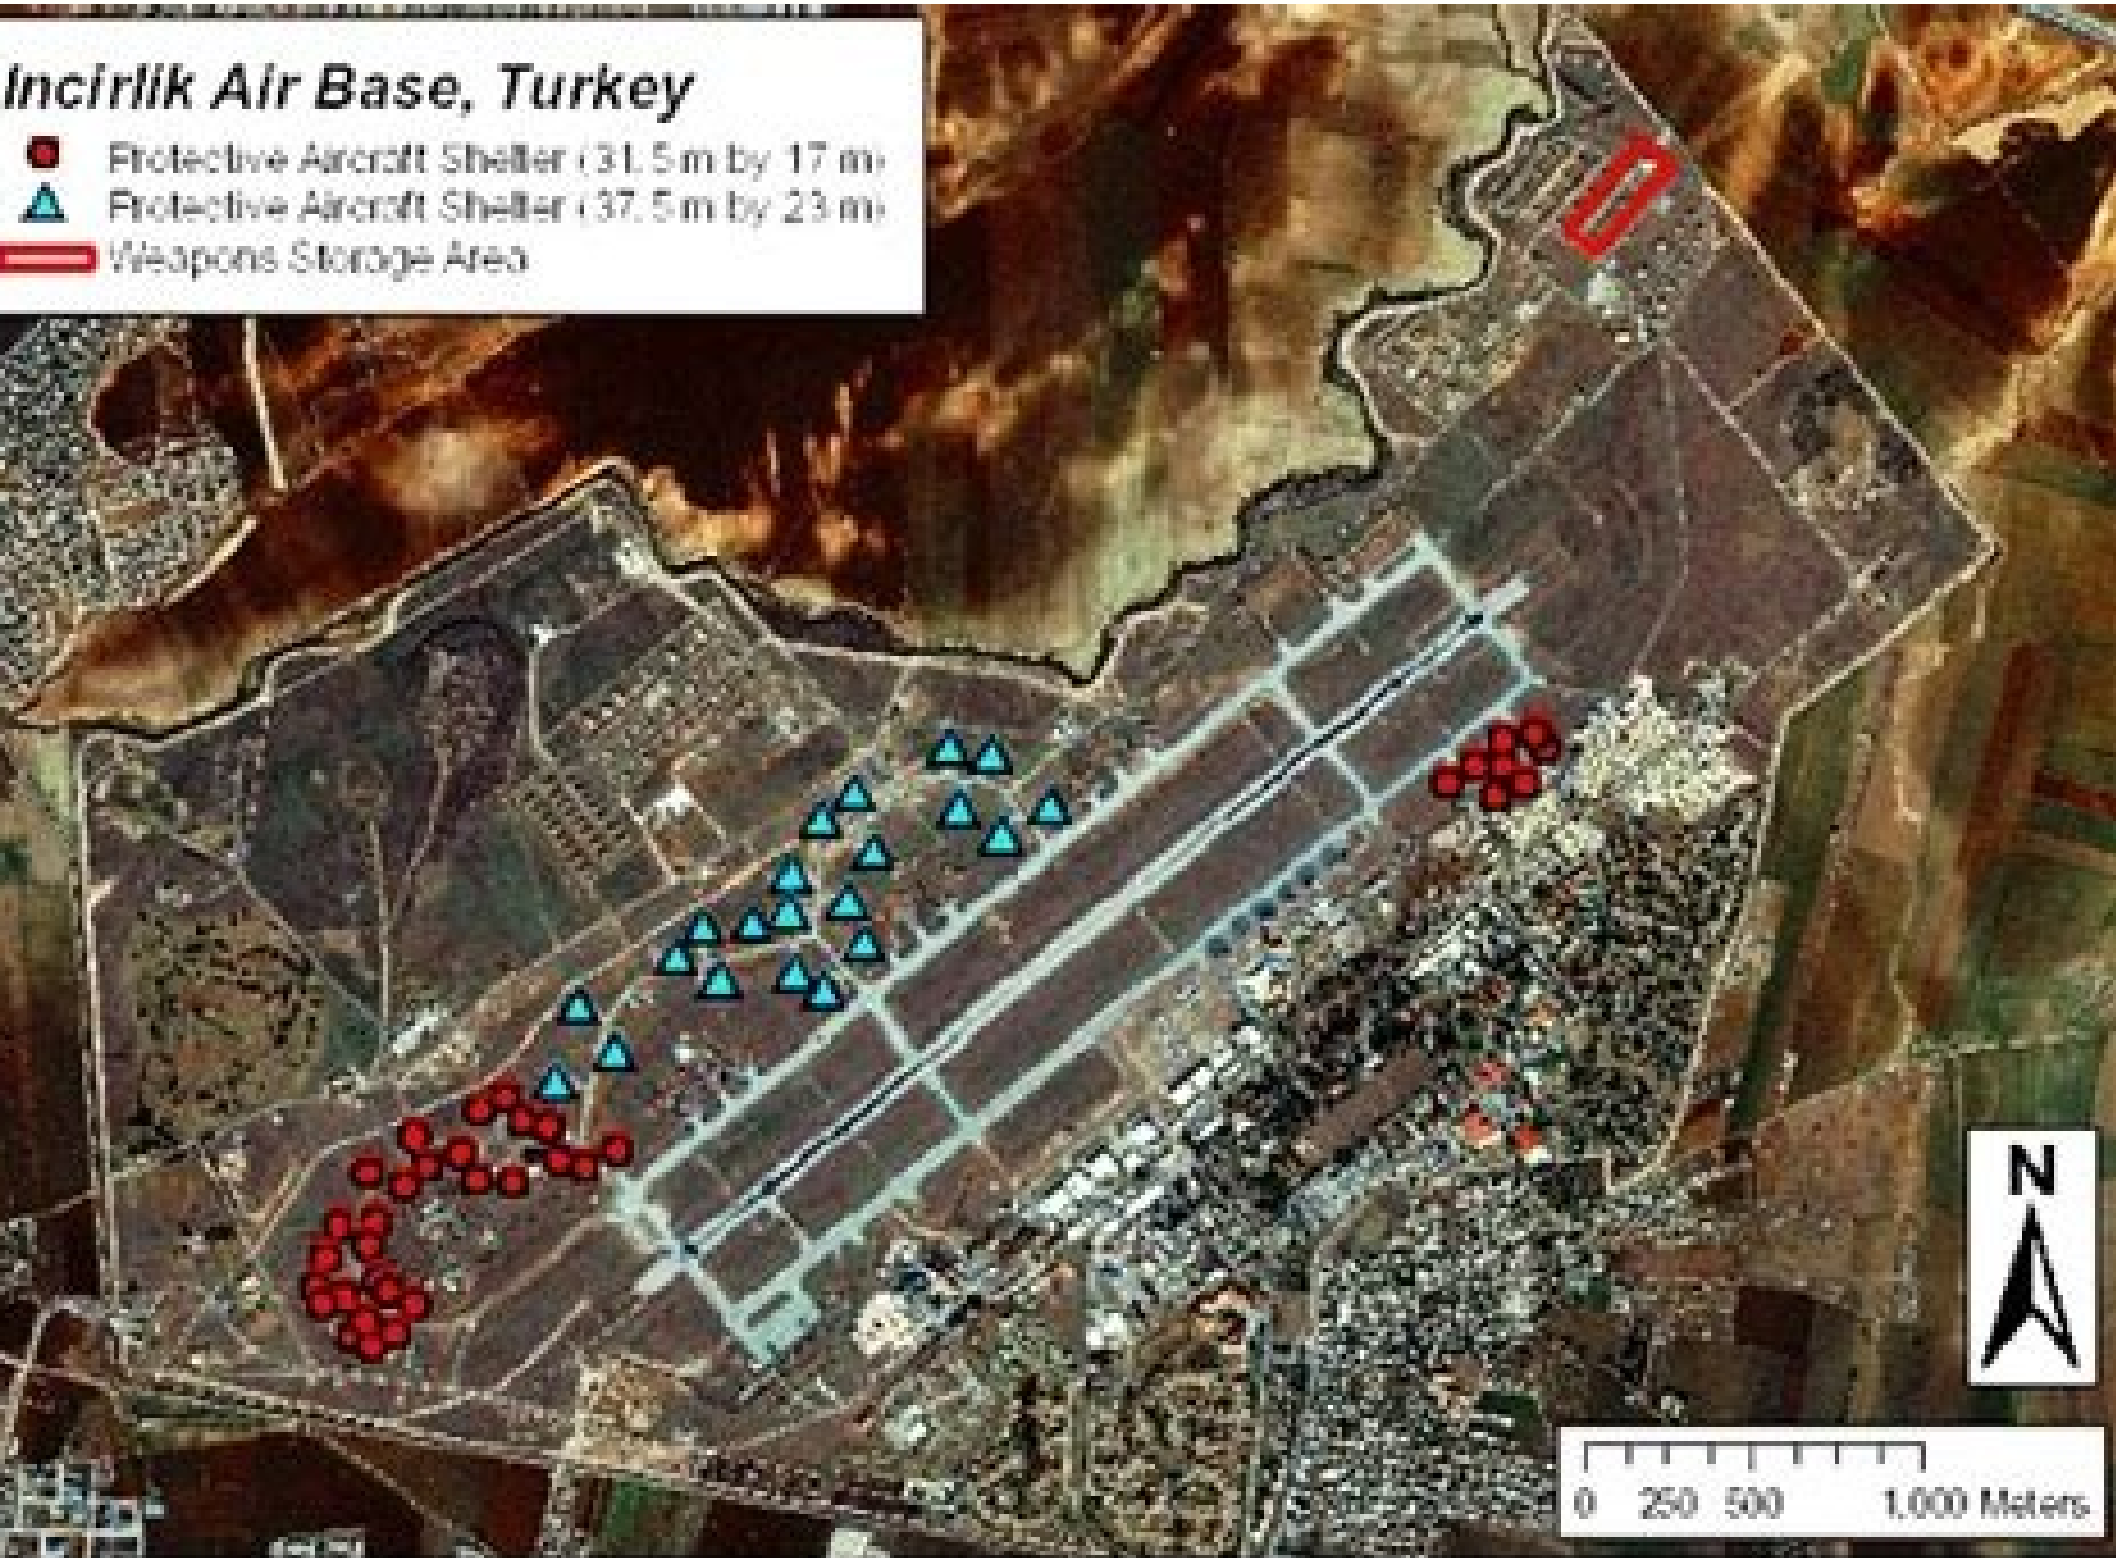 Incirlik Air Base, Turkey
Protective Aircraft Shelter (31.5 m by 17 m)
Protective Aircraft Shelter (37.5 m by 23 m)
Weapons Storage Area
N
0 250 500 1,000 Meters